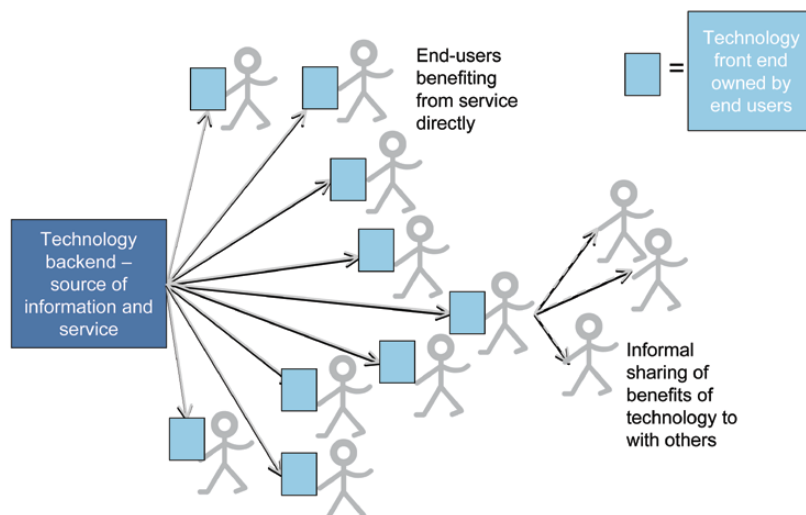 End-users
benefiting
from service
directly
=
Technology
front end
owned by
end users
Technology
backend –
source of
information and
service
Informal
sharing of
benefits of
technology to
with others